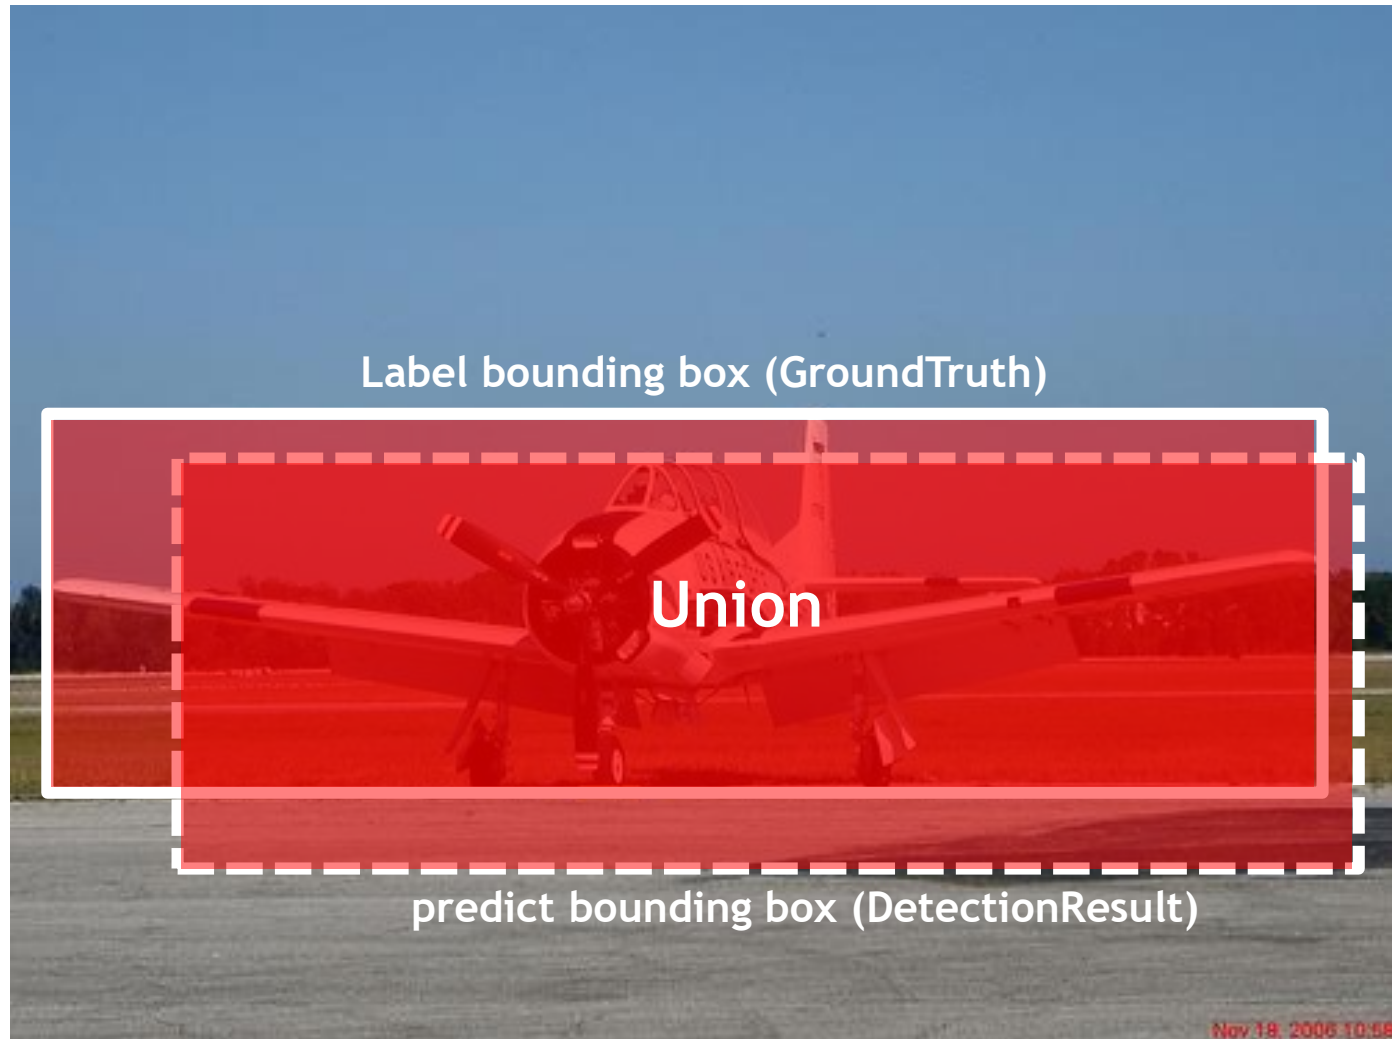 Label bounding box (GroundTruth)
Union
predict bounding box (DetectionResult)
Nov 19, 2006 10:58